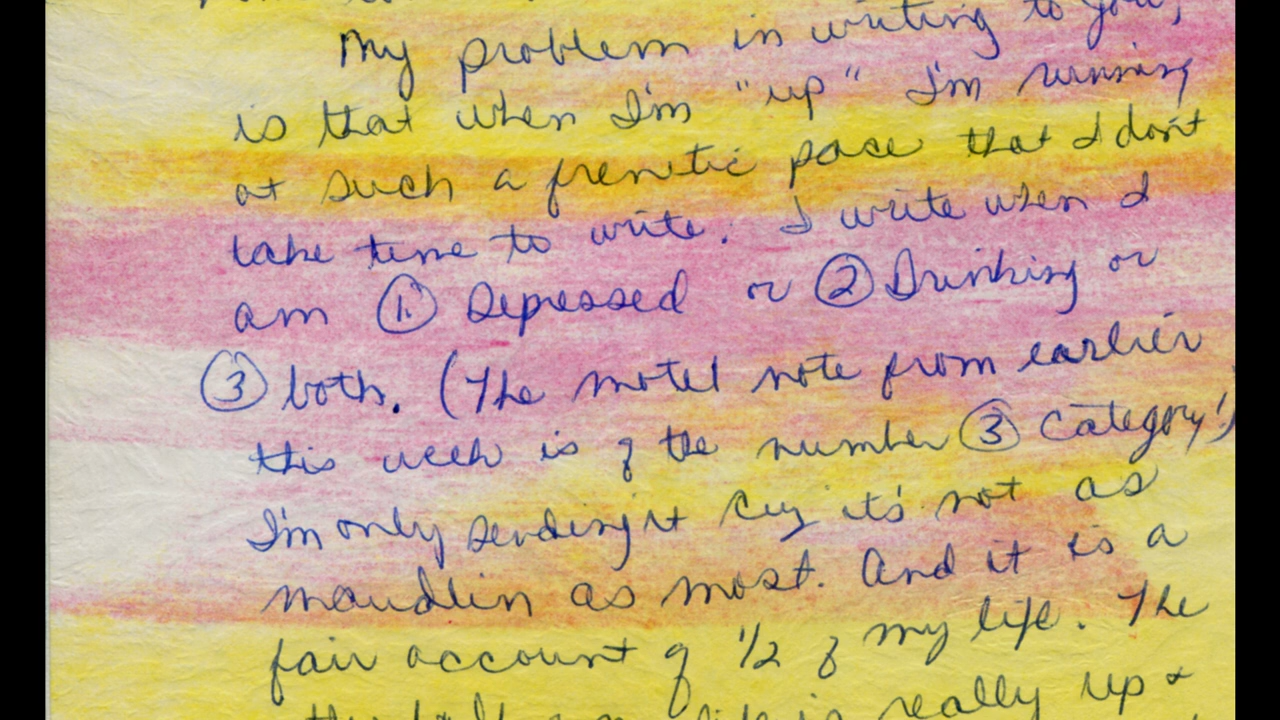 My problem in writing to you,
is that when I'm "up" I'm running
at such a frenetic pace that I don't
take time to write. I write when I
am ① Depressed or ② Drinking or
③ both. (The motel note from earlier
this week is of the number ③ Category!)
I'm only sending it cuz it's not as
maudlin as most. And it is a
fair account of 1/2 of my life. The
life is really up &